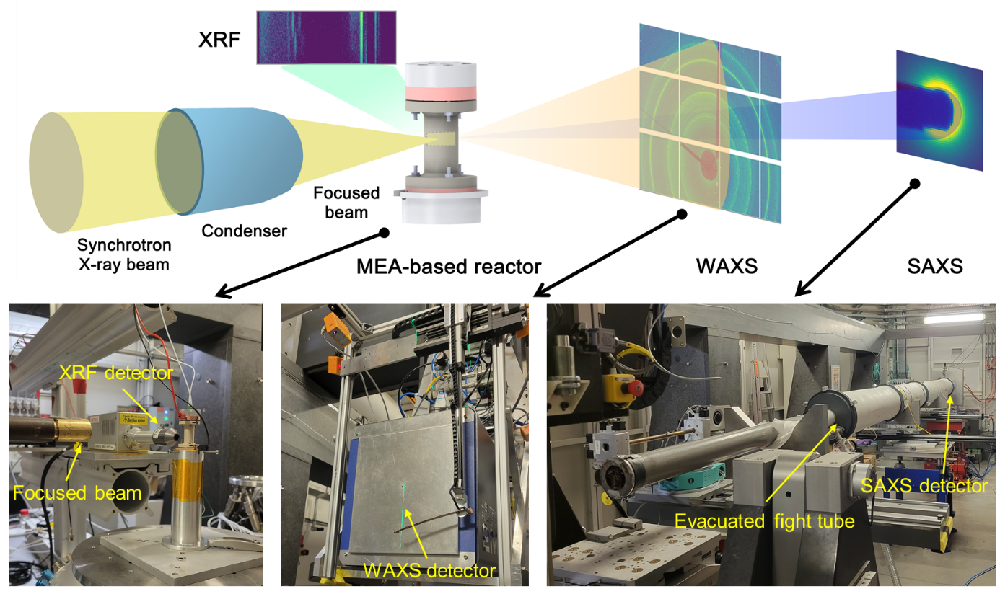 XRF
Focused
beam
Condenser
Synchrotron
X-ray beam
MEA-based reactor
WAXS
SAXS
XRF detector
Focused beam
WAXS detector
SAXS detector
Evacuated fight tube